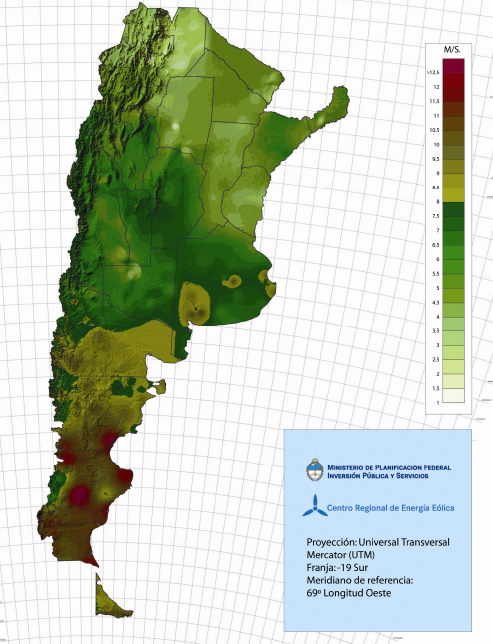 M/S.
>12.5
12
11.5
11
10.5
10
9.5
9
8.5
8
7.5
7
6.5
6
5.5
5
4.5
4
3.5
3
2.5
2
1.5
1
MINISTERIO DE PLANIFICACION FEDERAL
INVERSIÓN PÚBLICA Y SERVICIOS
Centro Regional de Energía Eólica
Proyección: Universal Transversal
Mercator (UTM)
Franja: -19 Sur
Meridiano de referencia:
69º Longitud Oeste